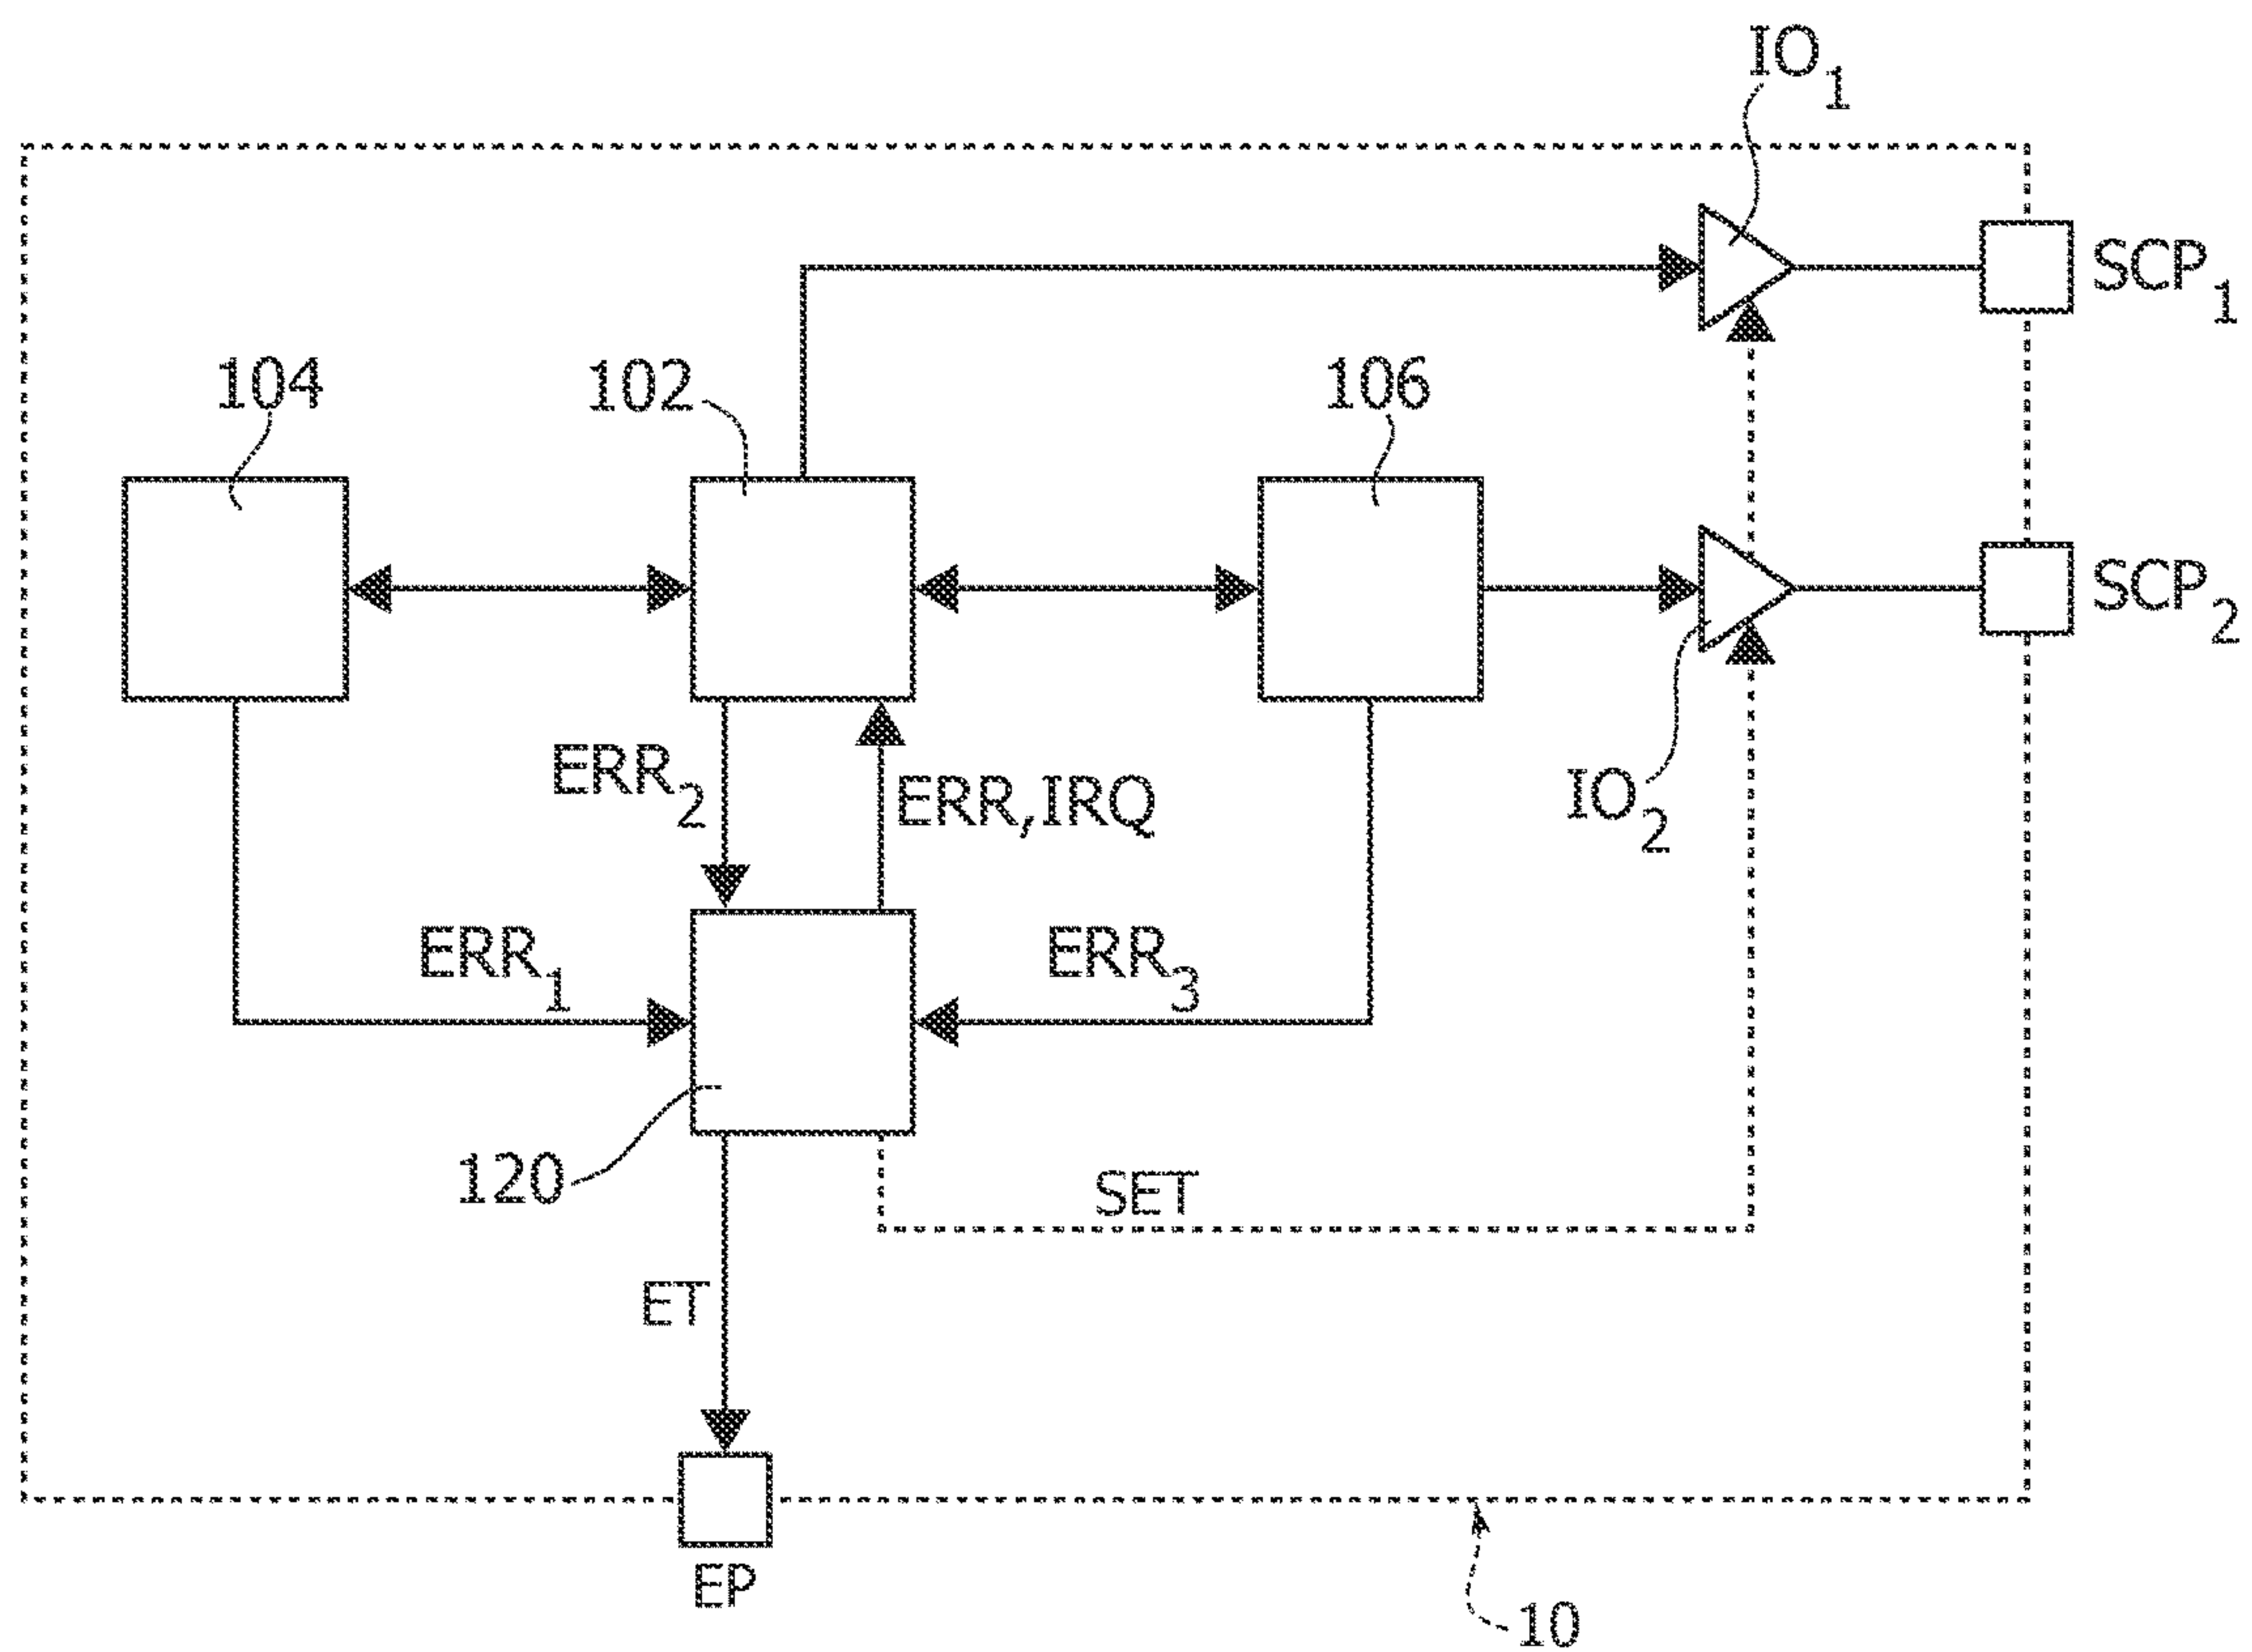 IO1
SCP1
104
102
106
SCP2
ERR2
ERR,IRQ
IO2
ERR1
ERR3
120
SET
ET
EP
10